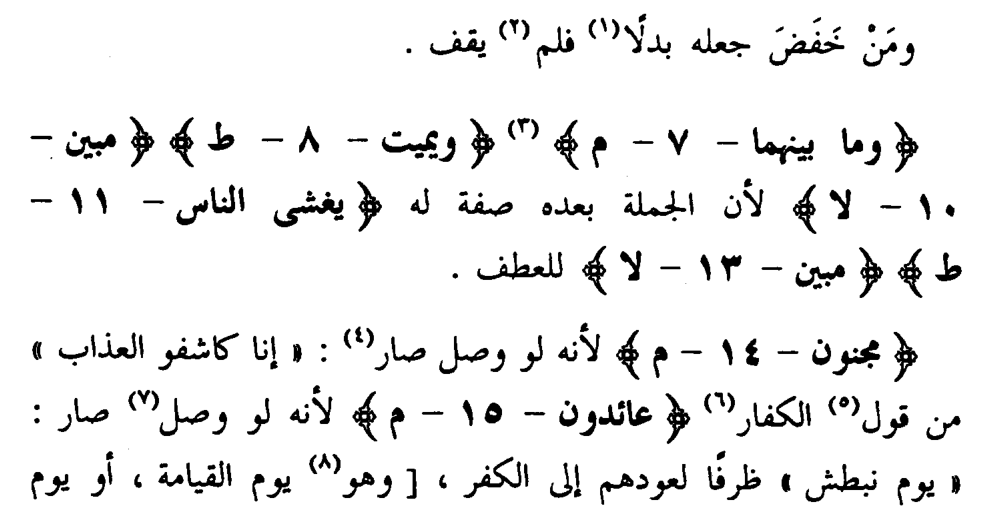 ومَنْ خَفَضَ جعله بدلًا(١) فلم(٢) يقف .
﴿ وما بينهما – ٧ – م ﴾ (٣) ﴿ ويميت – ٨ – ط ﴾ ﴿ مبين –
١٠ – لا ﴾ لأن الجملة بعده صفة له ﴿ يغشى الناس – ١١ –
ط ﴾ ﴿ مبين – ١٣ – لا ﴾ للعطف .
﴿ مجنون – ١٤ – م ﴾ لأنه لو وصل صار(٤) : « إنا كاشفو العذاب »
من قول(٥) الكفار(٦) ﴿ عائدون – ١٥ – م ﴾ لأنه لو وصل(٧) صار :
« يوم نبطش » ظرفًا لعودهم إلى الكفر ، [ وهو(٨) يوم القيامة ، أو يوم